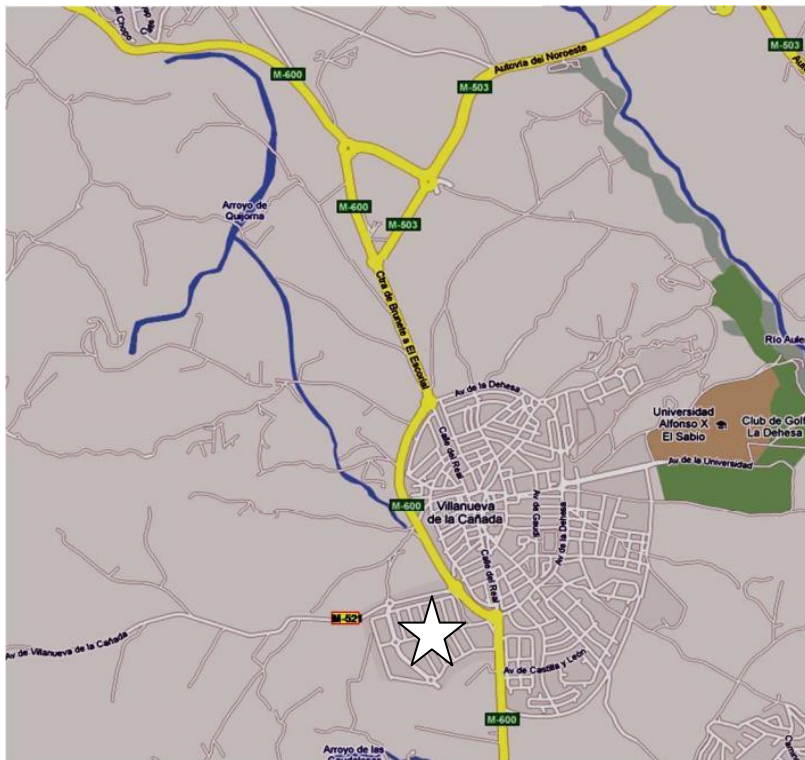 el Chopo
M-600
M-503
Autovía del Noroeste
M-503
Arroyo de
Quijorna
M-600
M-503
Ctra de Brunete a El Escorial
Río Aule
Av de la Dehesa
Universidad
Alfonso X
El Sabio
Club de Golf
La Dehesa
Calle del Real
Av de la Universidad
M-600
Villanueva
de la Cañada
Av de Gaudí
Av de la Dehesa
Calle del Real
M-521
Av de Villanueva de la Cañada
Av de Castilla y León
M-600
Arroyo de las